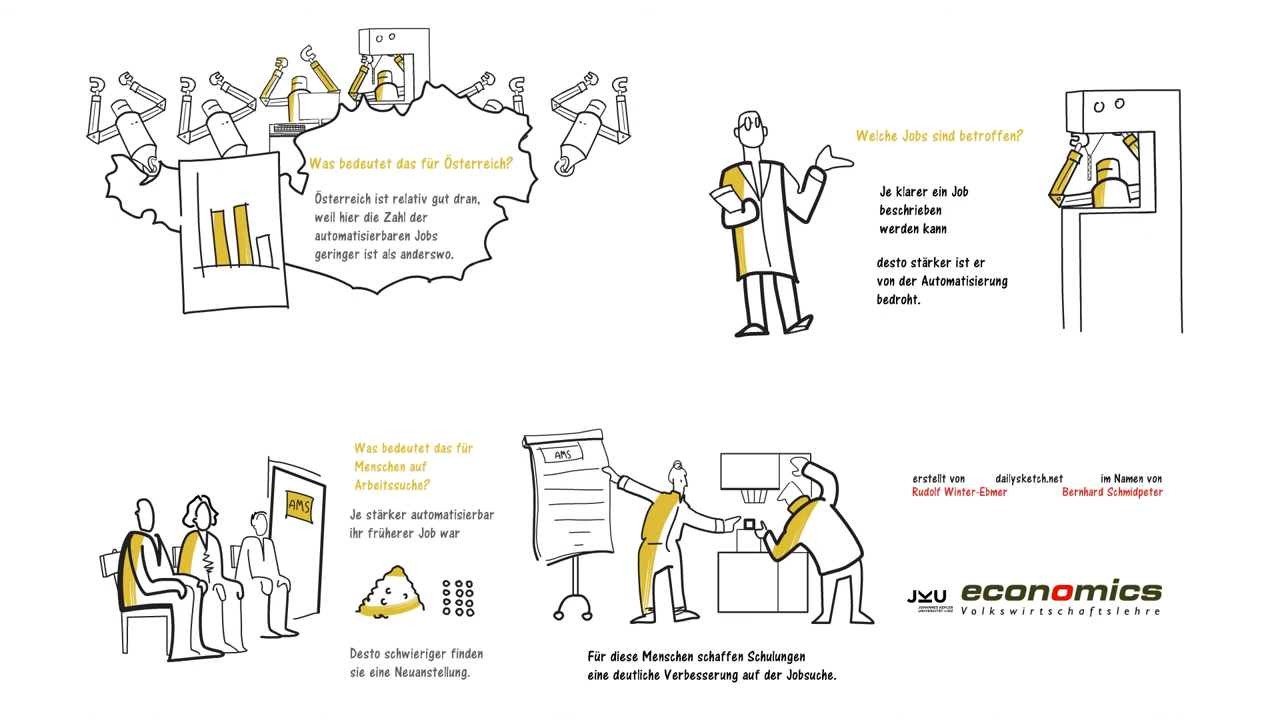 Was bedeutet das für Österreich?
Österreich ist relativ gut dran,
weil hier die Zahl der
automatisierbaren Jobs
geringer ist als anderswo.
Welche Jobs sind betroffen?
Je klarer ein Job
beschrieben
werden kann
desto stärker ist er
von der Automatisierung
bedroht.
AMS
Was bedeutet das für
Menschen auf
Arbeitssuche?
Je stärker automatisierbar
ihr früherer Job war
Desto schwieriger finden
sie eine Neuanstellung.
AMS
Für diese Menschen schaffen Schulungen
eine deutliche Verbesserung auf der Jobsuche.
erstellt von dailysketch.net im Namen von
Rudolf Winter-Ebmer Bernhard Schmidpeter
JKU
JOHANNES KEPLER
UNIVERSITÄT LINZ
economics
Volkswirtschaftslehre